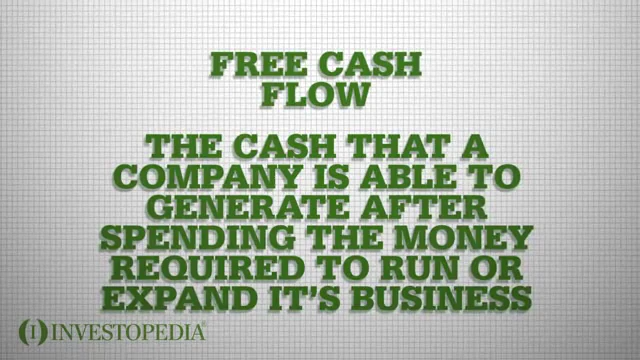 FREE CASH
FLOW
THE CASH THAT A
COMPANY IS ABLE TO
GENERATE AFTER
SPENDING THE MONEY
REQUIRED TO RUN OR
EXPAND IT'S BUSINESS
INVESTOPEDIA